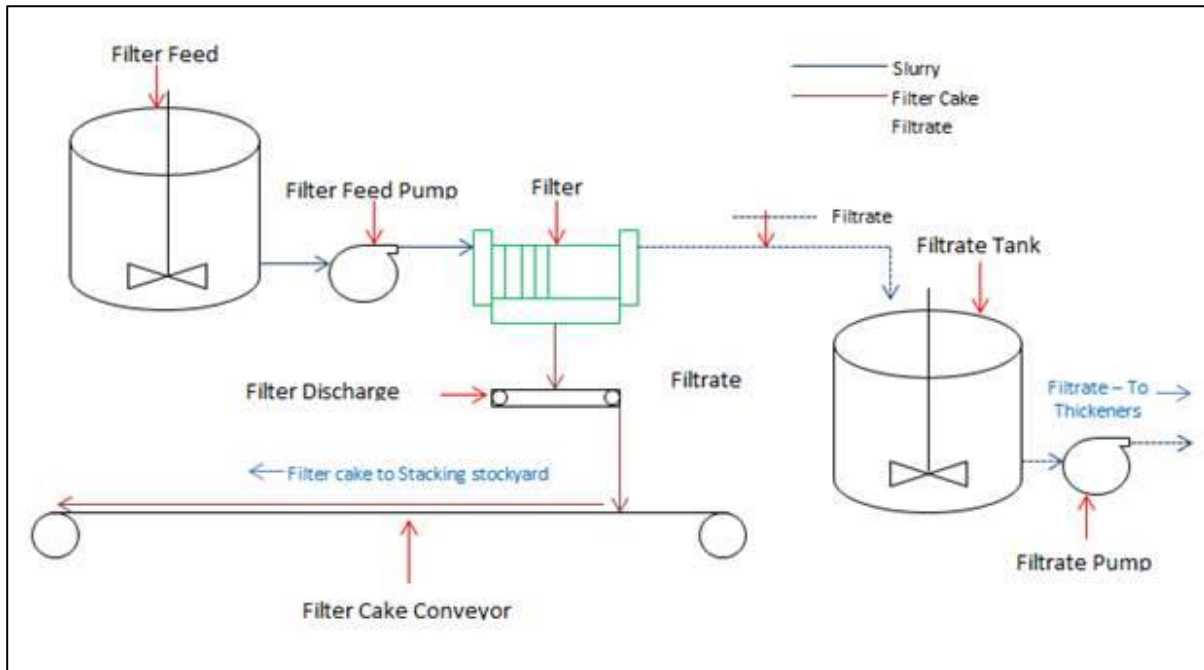 Filter Feed
Slurry
Filter Cake
Filtrate
Filter Feed Pump
Filter
Filtrate
Filtrate Tank
Filter Discharge
Filtrate
Filtrate – To
Thickeners
Filter cake to Stacking stockyard
Filtrate Pump
Filter Cake Conveyor